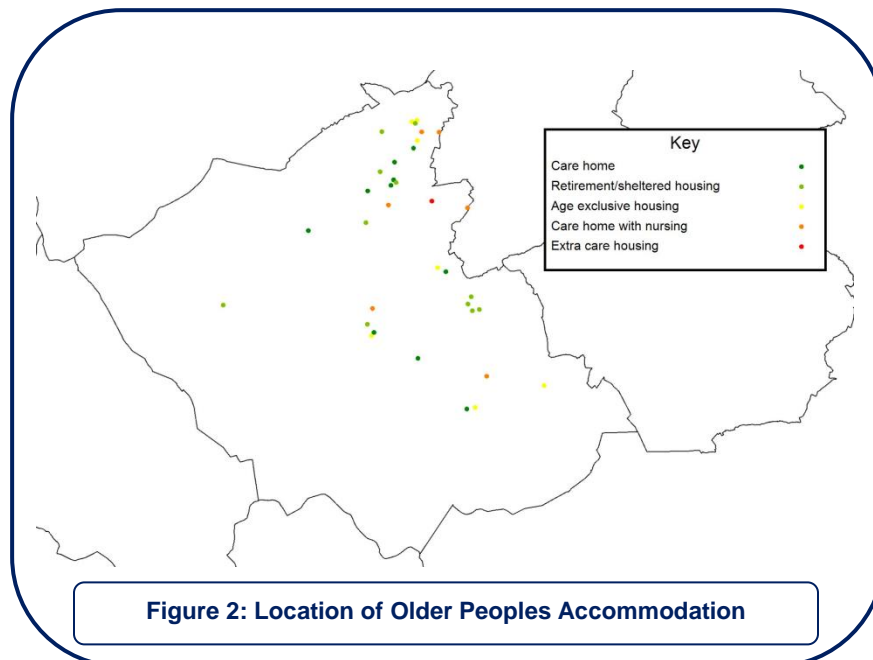 Key
Care home
Retirement/sheltered housing
Age exclusive housing
Care home with nursing
Extra care housing
Figure 2: Location of Older Peoples Accommodation